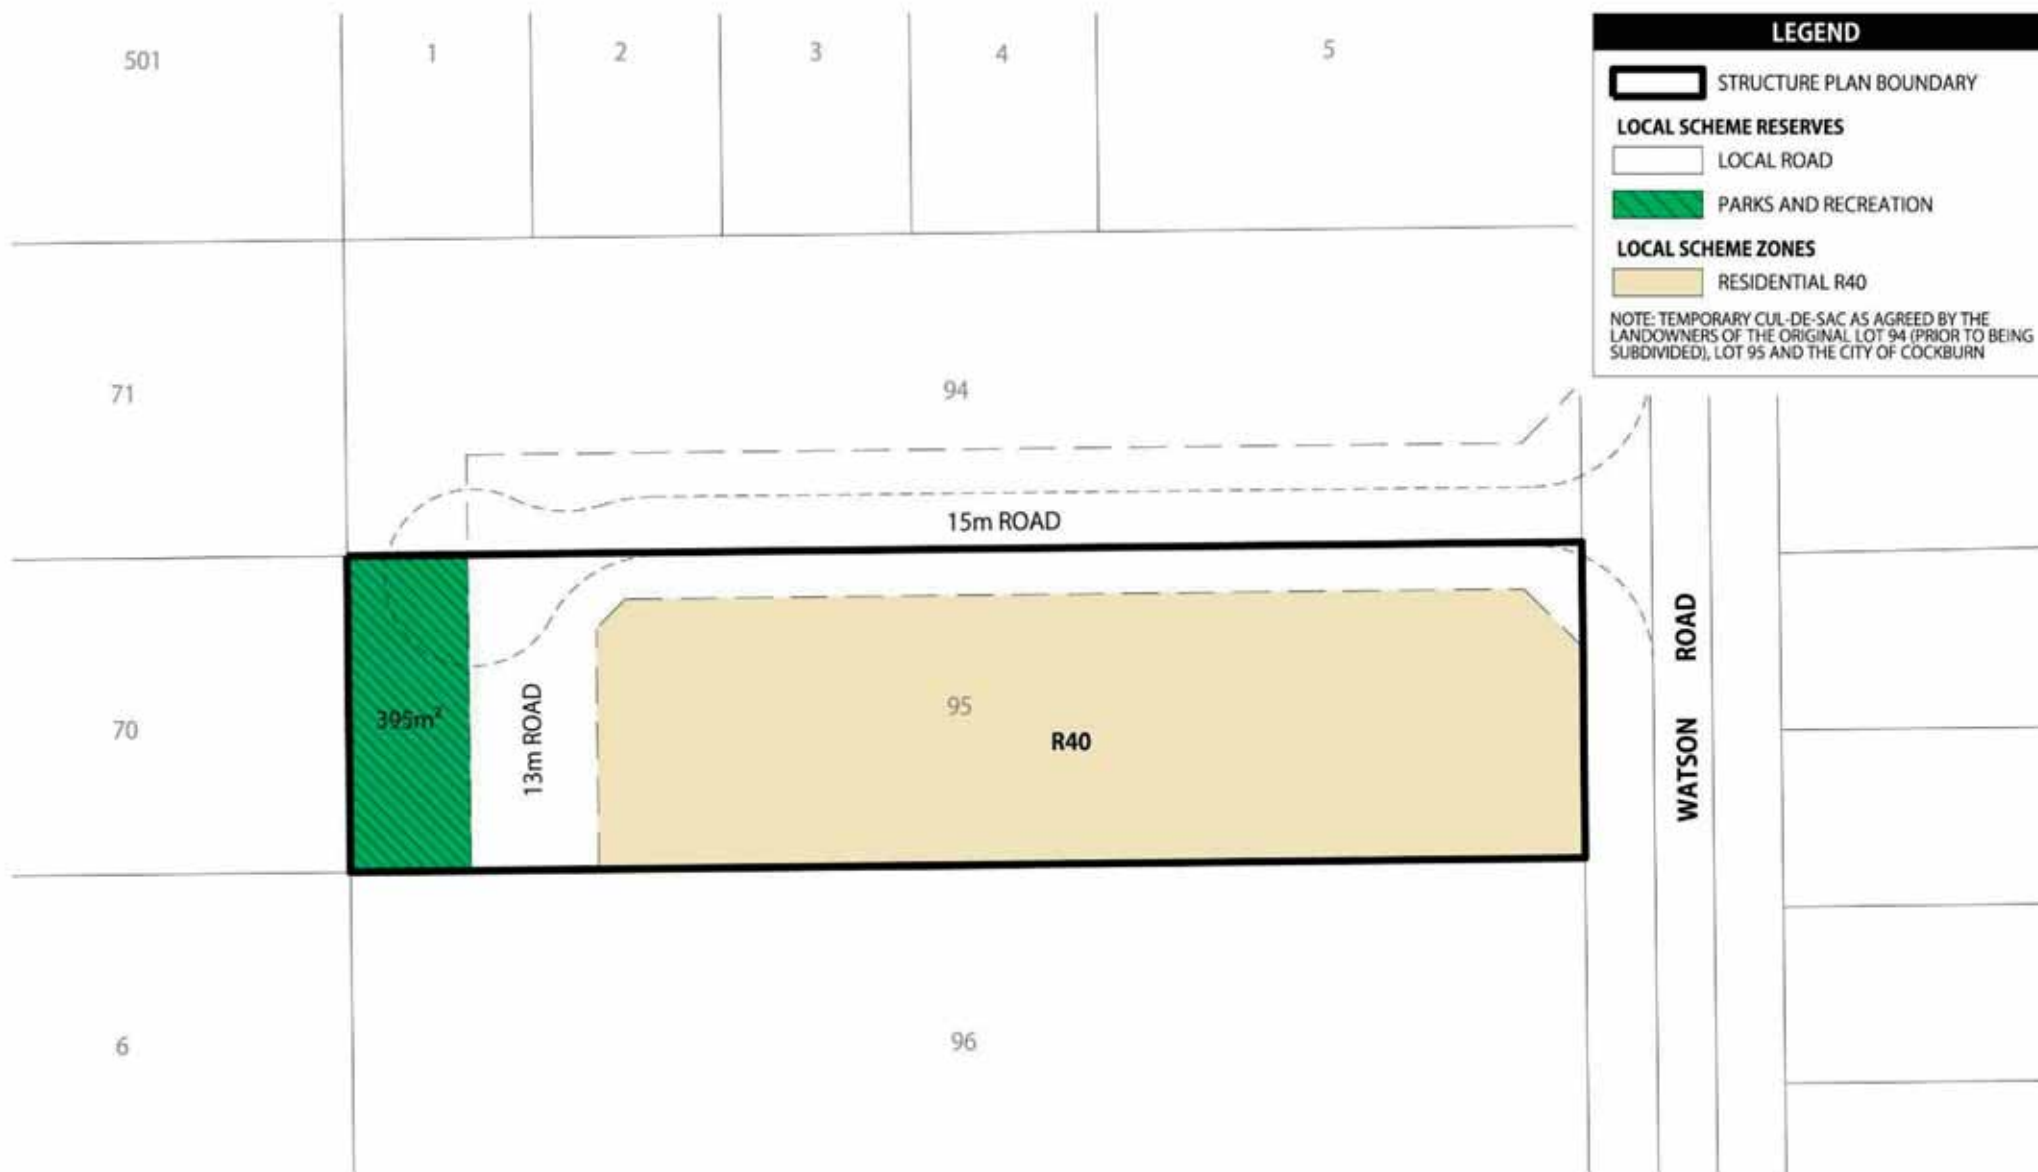 501
1
2
3
4
5
LEGEND
STRUCTURE PLAN BOUNDARY
LOCAL SCHEME RESERVES
LOCAL ROAD
PARKS AND RECREATION
LOCAL SCHEME ZONES
RESIDENTIAL R40
NOTE: TEMPORARY CUL-DE-SAC AS AGREED BY THE
LANDOWNERS OF THE ORIGINAL LOT 94 (PRIOR TO BEING
SUBDIVIDED), LOT 95 AND THE CITY OF COCKBURN
71
94
15m ROAD
70
395m²
13m ROAD
95
R40
WATSON ROAD
6
96